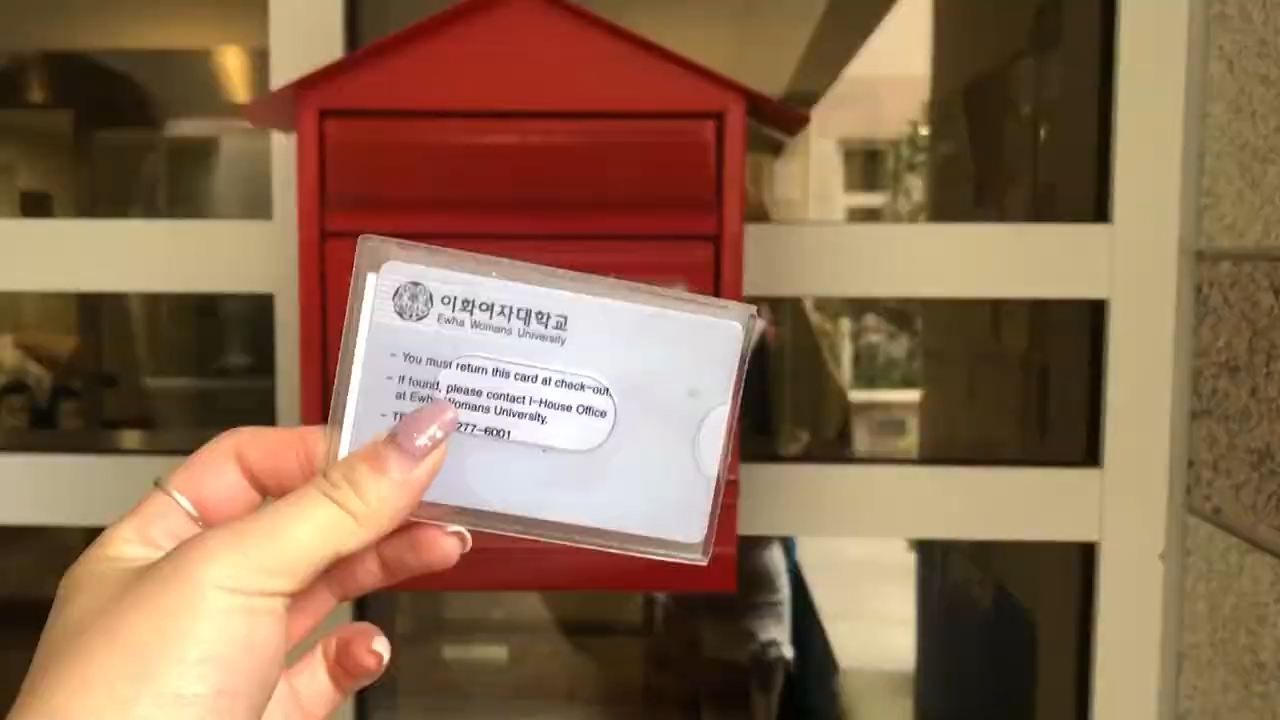 이화여자대학교
Ewha Womans University
- You must return this card at check-out.
- If found, please contact I-House Office
at Ewha Womans University.
- 277-6001